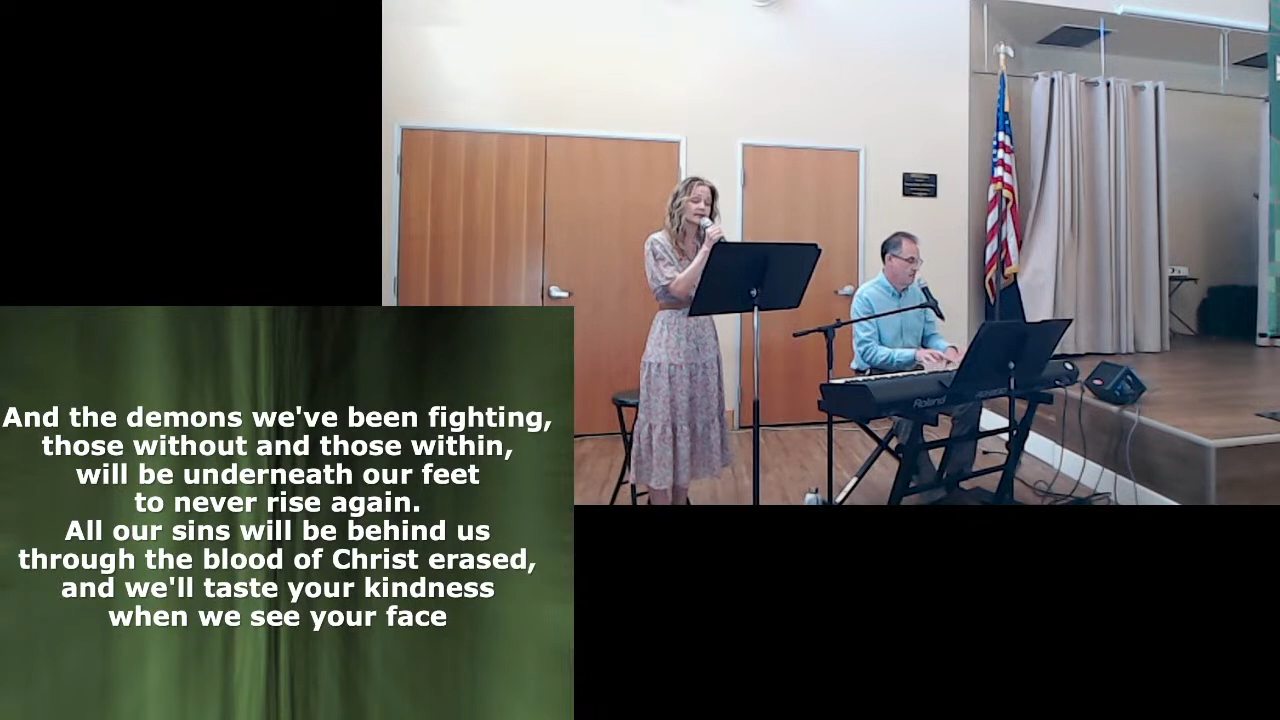 And the demons we've been fighting,
those without and those within,
will be underneath our feet
to never rise again.
All our sins will be behind us
through the blood of Christ erased,
and we'll taste your kindness
when we see your face
Roland